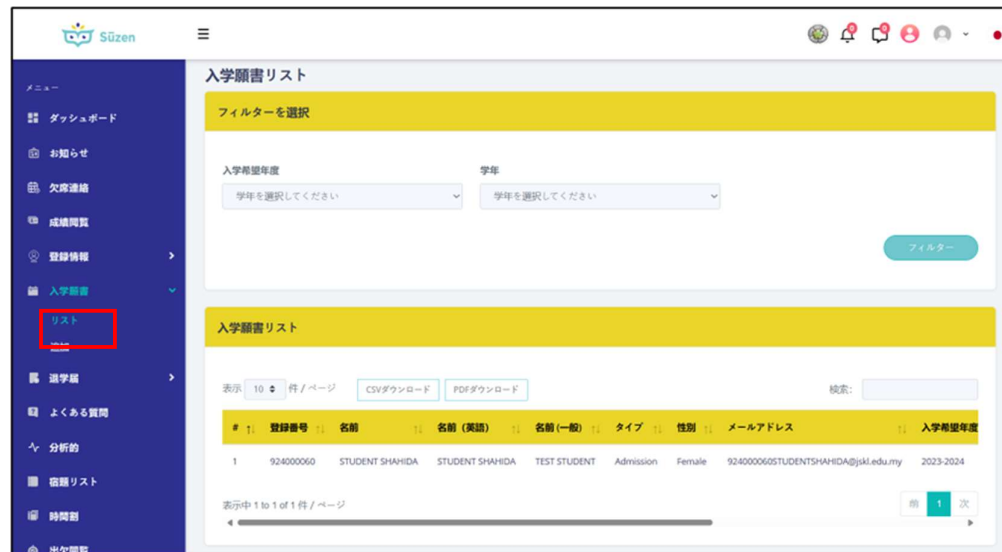 Süzen
0
0
メニュー
ダッシュボード
お知らせ
欠席連絡
成績閲覧
登録情報
入学願書
リスト
追加
退学届
よくある質問
分析的
宿題リスト
時間割
出欠閲覧
入学願書リスト
フィルターを選択
入学希望年度
学年
学年を選択してください
学年を選択してください
フィルター
入学願書リスト
表示 10 件 / ページ CSVダウンロード PDFダウンロード 検索:
# 登録番号 名前 名前 (英語) 名前 (一般) タイプ 性別 メールアドレス 入学希望年度
1 924000060 STUDENT SHAHIDA STUDENT SHAHIDA TEST STUDENT Admission Female 924000060STUDENTSHAHIDA@jskl.edu.my 2023-2024
表示中 1 to 1 of 1 件 / ページ
前 1 次